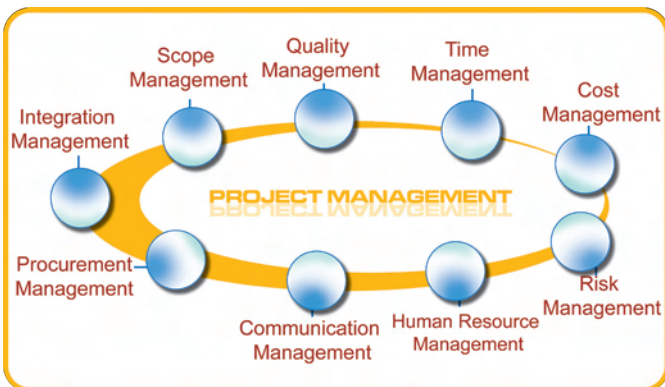 Scope
Management
Quality
Management
Time
Management
Cost
Management
Integration
Management
PROJECT MANAGEMENT
Procurement
Management
Communication
Management
Human Resource
Management
Risk
Management